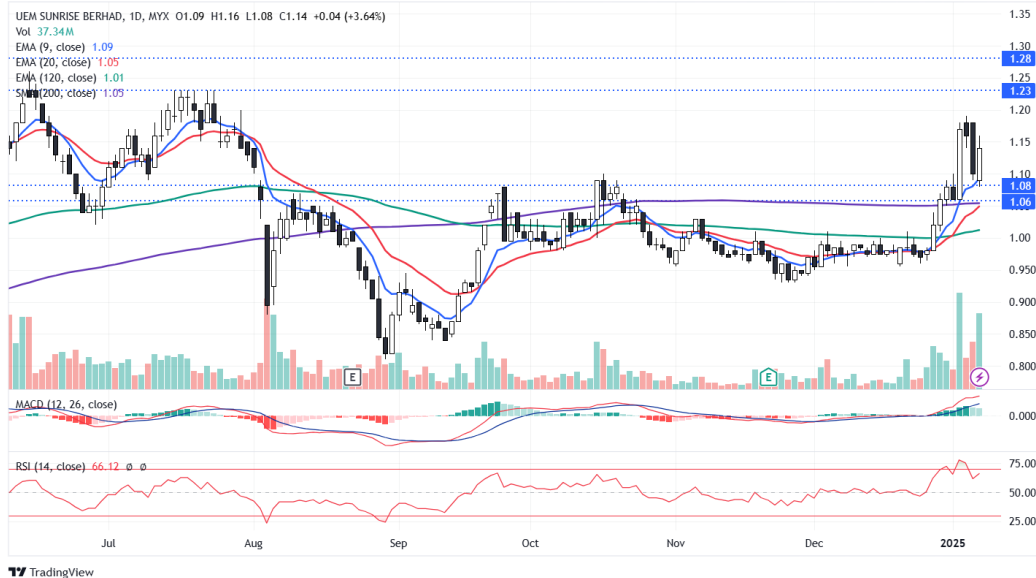 UEM SUNRISE BERHAD, 1D, MYX O1.09 H1.16 L1.08 C1.14 +0.04 (+3.64%)
Vol 37.34M
EMA (9, close) 1.09
EMA (20, close) 1.05
EMA (120, close) 1.01
SMA (200, close) 1.05
1.35
1.30
1.28
1.25
1.23
1.20
1.15
1.10
1.08
1.06
1.00
0.950
0.900
0.850
0.800
E
E
MACD (12, 26, close)
0.000
RSI (14, close) 66.12 ø ø
75.00
50.00
25.00
Jul Aug Sep Oct Nov Dec 2025
TradingView